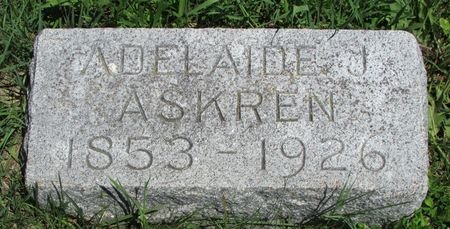 ADELAIDE J
ASKREN
1853 - 1926